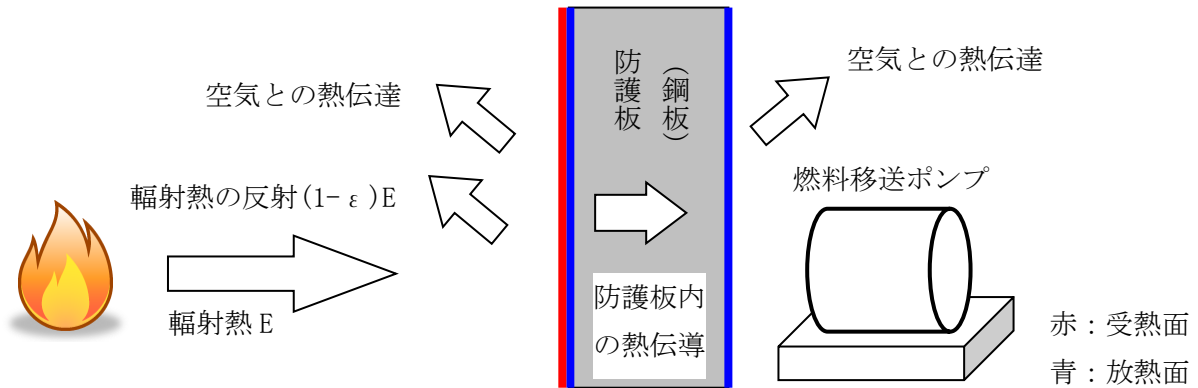 空気との熱伝達
輻射熱の反射(1-ε)E
輻射熱 E
防護板
(鋼板)
防護板内
の熱伝導
空気との熱伝達
燃料移送ポンプ
赤：受熱面
青：放熱面